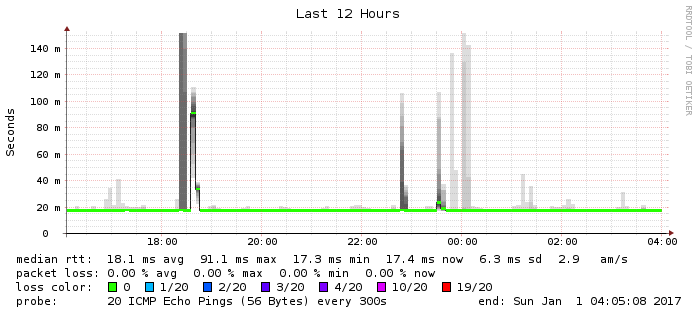 Last 12 Hours
RRDTOOL / TOBI OETIKER
Seconds
140 m
120 m
100 m
80 m
60 m
40 m
20 m
0
18:00 20:00 22:00 00:00 02:00 04:00
median rtt: 18.1 ms avg 91.1 ms max 17.3 ms min 17.4 ms now 6.3 ms sd 2.9 am/s
packet loss: 0.00 % avg 0.00 % max 0.00 % min 0.00 % now
loss color: 0 1/20 2/20 3/20 4/20 10/20 19/20
probe: 20 ICMP Echo Pings (56 Bytes) every 300s end: Sun Jan 1 04:05:08 2017